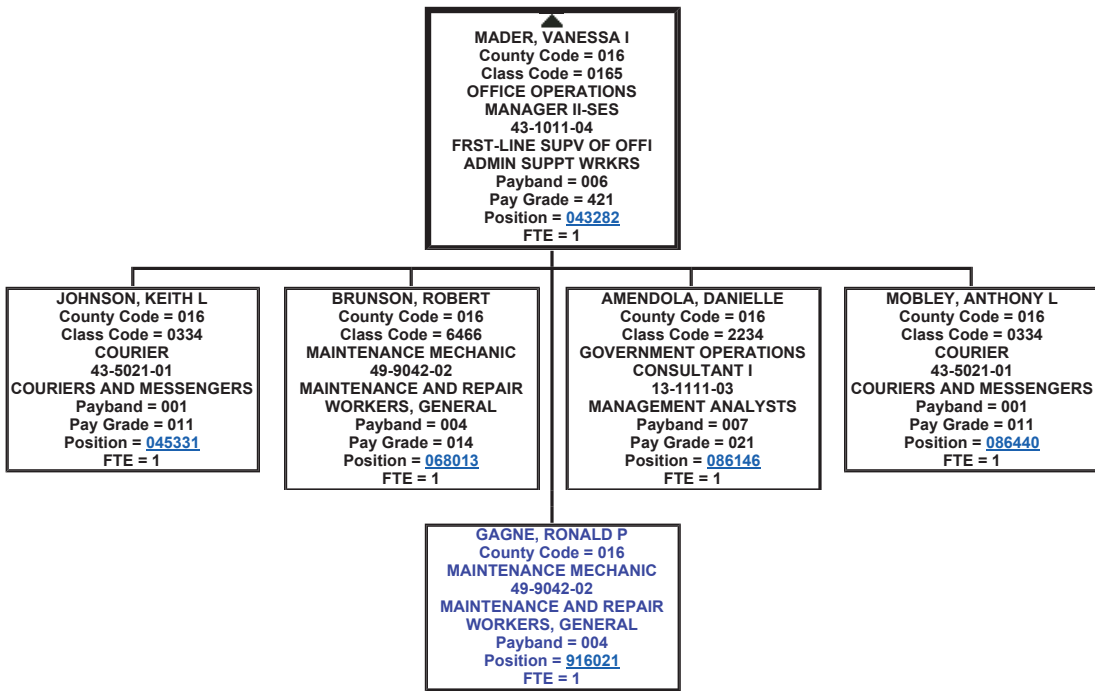 MADER, VANESSA I
County Code = 016
Class Code = 0165
OFFICE OPERATIONS
MANAGER II-SES
43-1011-04
FRST-LINE SUPV OF OFFI
ADMIN SUPPT WRKRS
Payband = 006
Pay Grade = 421
Position = 043282
FTE = 1
JOHNSON, KEITH L
County Code = 016
Class Code = 0334
COURIER
43-5021-01
COURIERS AND MESSENGERS
Payband = 001
Pay Grade = 011
Position = 045331
FTE = 1
BRUNSON, ROBERT
County Code = 016
Class Code = 6466
MAINTENANCE MECHANIC
49-9042-02
MAINTENANCE AND REPAIR
WORKERS, GENERAL
Payband = 004
Pay Grade = 014
Position = 068013
FTE = 1
AMENDOLA, DANIELLE
County Code = 016
Class Code = 2234
GOVERNMENT OPERATIONS
CONSULTANT I
13-1111-03
MANAGEMENT ANALYSTS
Payband = 007
Pay Grade = 021
Position = 086146
FTE = 1
MOBLEY, ANTHONY L
County Code = 016
Class Code = 0334
COURIER
43-5021-01
COURIERS AND MESSENGERS
Payband = 001
Pay Grade = 011
Position = 086440
FTE = 1
GAGNE, RONALD P
County Code = 016
MAINTENANCE MECHANIC
49-9042-02
MAINTENANCE AND REPAIR
WORKERS, GENERAL
Payband = 004
Position = 916021
FTE = 1